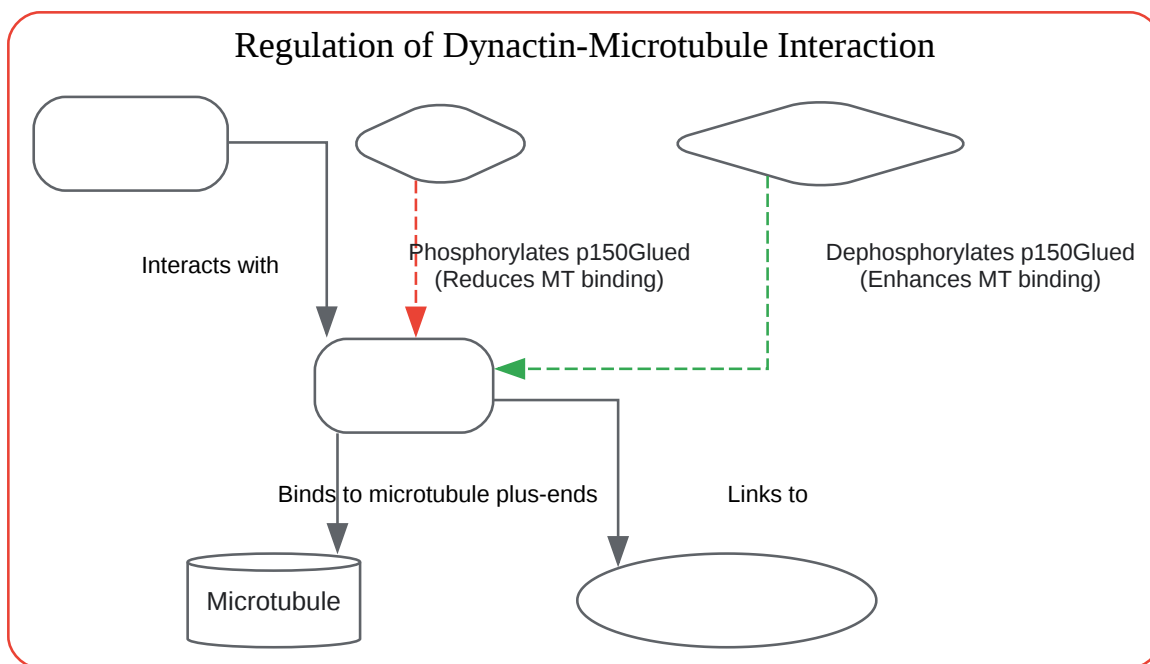 Regulation of Dynactin-Microtubule Interaction
Interacts with
Phosphorylates p150Glued
(Reduces MT binding)
Dephosphorylates p150Glued
(Enhances MT binding)
Binds to microtubule plus-ends
Links to
Microtubule